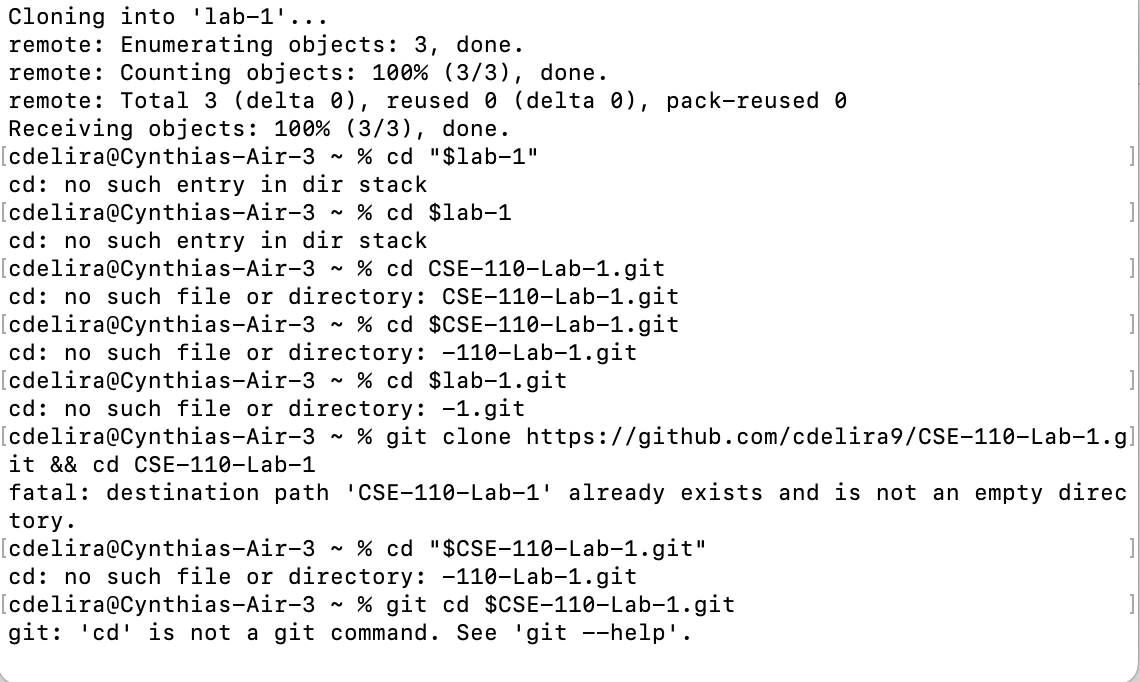 Cloning into 'lab-1'...
remote: Enumerating objects: 3, done.
remote: Counting objects: 100% (3/3), done.
remote: Total 3 (delta 0), reused 0 (delta 0), pack-reused 0
Receiving objects: 100% (3/3), done.
[cdelira@Cynthias-Air-3 ~ % cd "$lab-1" ]
cd: no such entry in dir stack
[cdelira@Cynthias-Air-3 ~ % cd $lab-1 ]
cd: no such entry in dir stack
[cdelira@Cynthias-Air-3 ~ % cd CSE-110-Lab-1.git ]
cd: no such file or directory: CSE-110-Lab-1.git
[cdelira@Cynthias-Air-3 ~ % cd $CSE-110-Lab-1.git ]
cd: no such file or directory: -110-Lab-1.git
[cdelira@Cynthias-Air-3 ~ % cd $lab-1.git ]
cd: no such file or directory: -1.git
[cdelira@Cynthias-Air-3 ~ % git clone https://github.com/cdelira9/CSE-110-Lab-1.g]
it && cd CSE-110-Lab-1
fatal: destination path 'CSE-110-Lab-1' already exists and is not an empty direc
tory.
[cdelira@Cynthias-Air-3 ~ % cd "$CSE-110-Lab-1.git" ]
cd: no such file or directory: -110-Lab-1.git
[cdelira@Cynthias-Air-3 ~ % git cd $CSE-110-Lab-1.git ]
git: 'cd' is not a git command. See 'git --help'.